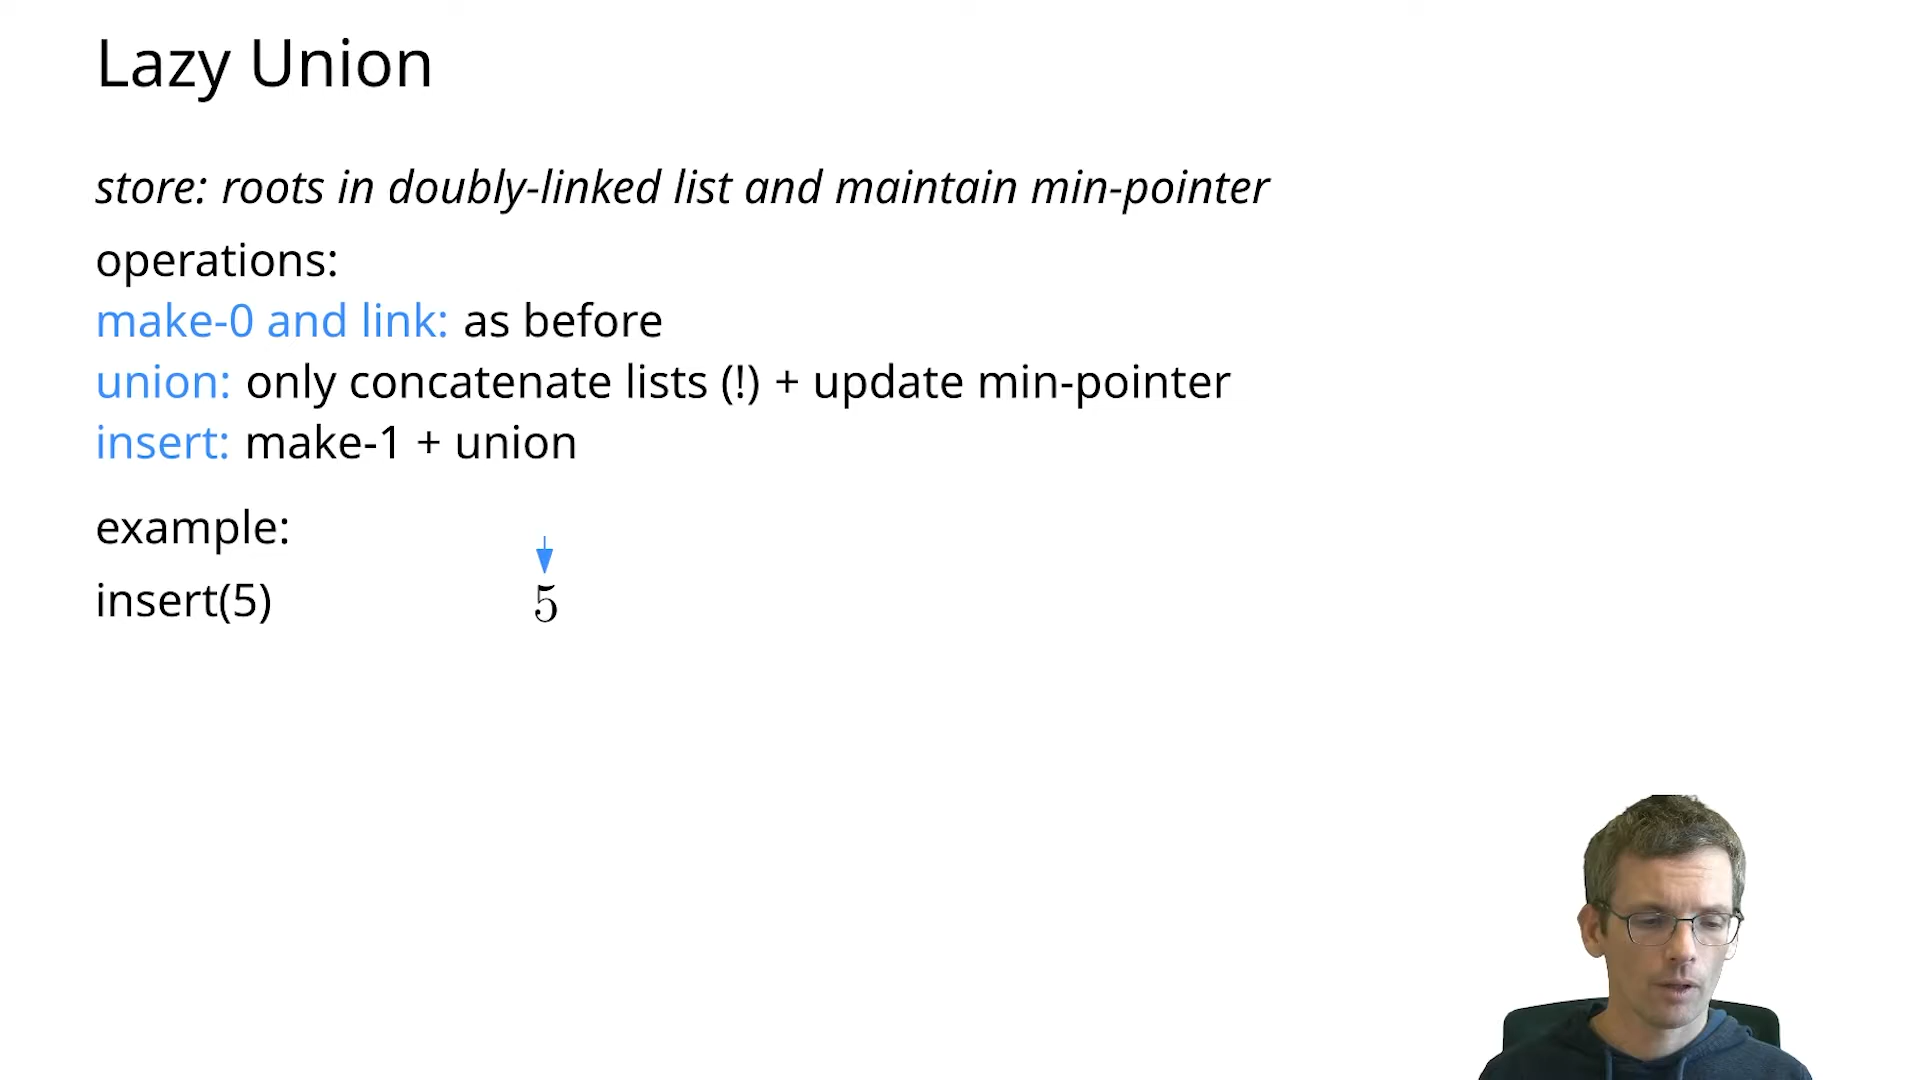 Lazy Union
store: roots in doubly-linked list and maintain min-pointer
operations:
make-0 and link: as before
union: only concatenate lists (!) + update min-pointer
insert: make-1 + union
example:
insert(5) 5